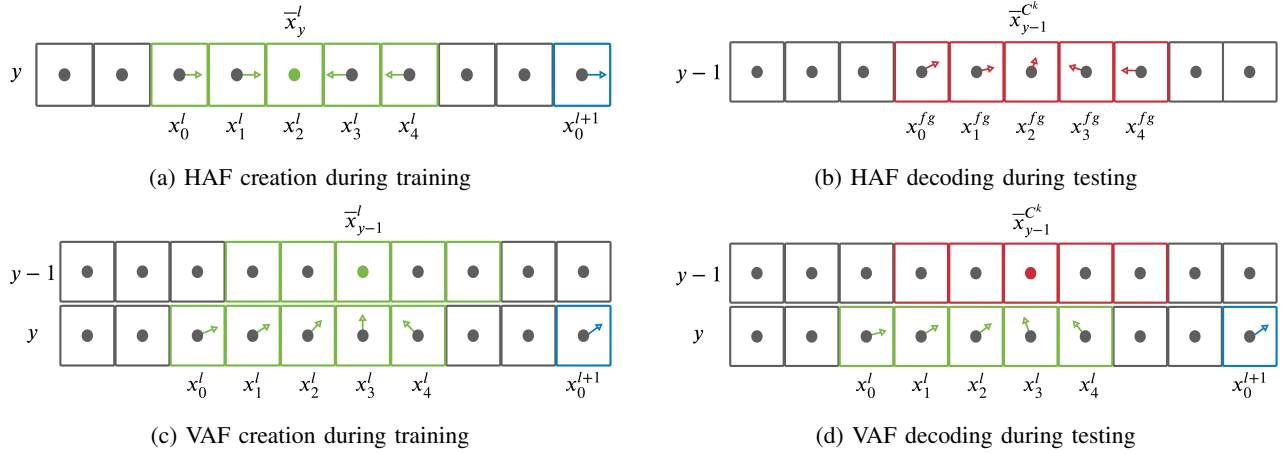 x̄_y^l
y
x_0^l x_1^l x_2^l x_3^l x_4^l x_0^{l+1}
(a) HAF creation during training
x̄_{y−1}^{C^k}
y − 1
x_0^{fg} x_1^{fg} x_2^{fg} x_3^{fg} x_4^{fg}
(b) HAF decoding during testing
x̄_{y−1}^l
y − 1
y
x_0^l x_1^l x_2^l x_3^l x_4^l x_0^{l+1}
(c) VAF creation during training
x̄_{y−1}^{C^k}
y − 1
y
x_0^l x_1^l x_2^l x_3^l x_4^l x_0^{l+1}
(d) VAF decoding during testing